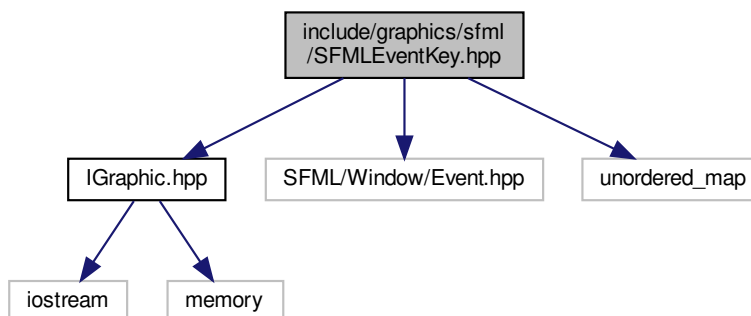 include/graphics/sfml
/SFMLEventKey.hpp
IGraphic.hpp
SFML/Window/Event.hpp
unordered_map
iostream
memory